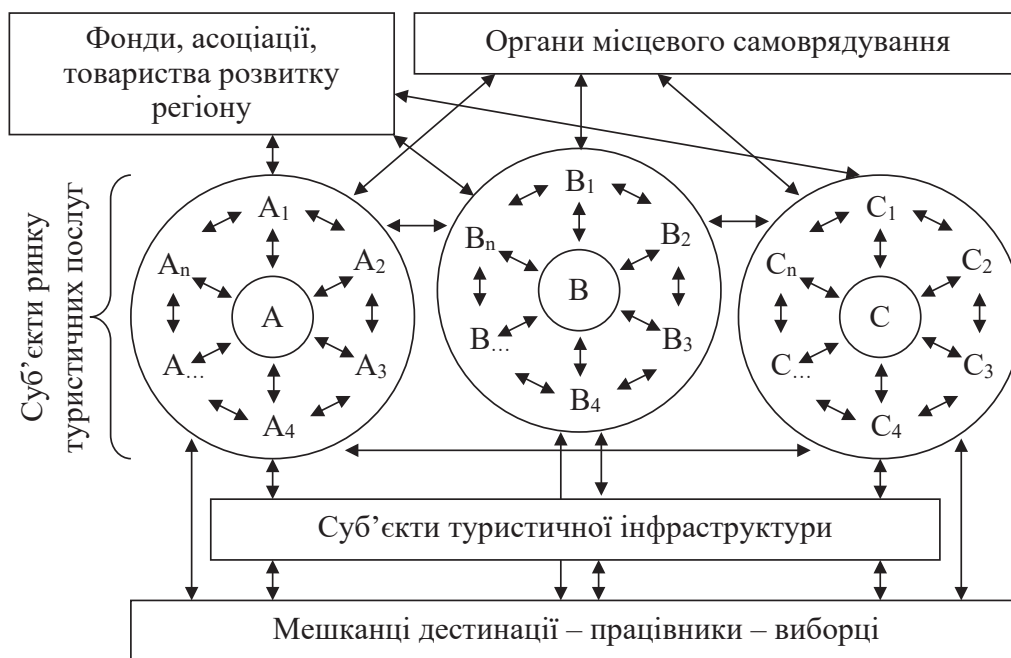 Фонди, асоціації,
товариства розвитку
регіону
Органи місцевого самоврядування
Суб’єкти ринку
туристичних послуг
A1
A2
A3
A4
A...
An
A
B1
B2
B3
B4
B...
Bn
B
C1
C2
C3
C4
C...
Cn
C
Суб’єкти туристичної інфраструктури
Мешканці дестинації – працівники – виборці